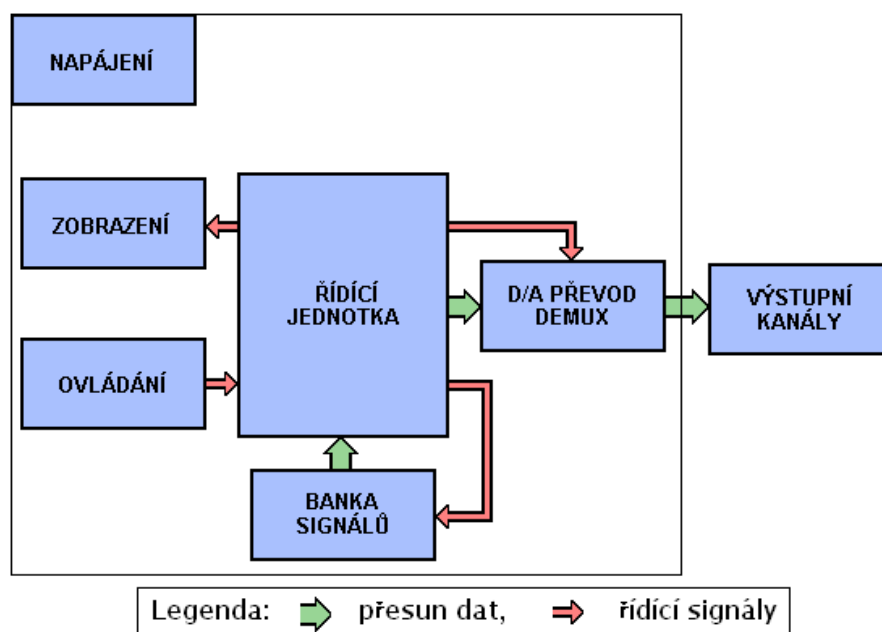 NAPÁJENÍ
ZOBRAZENÍ
ŘÍDÍCÍ
JEDNOTKA
D/A PŘEVOD
DEMUX
VÝSTUPNÍ
KANÁLY
OVLÁDÁNÍ
BANKA
SIGNÁLŮ
Legenda: přesun dat, řídící signály